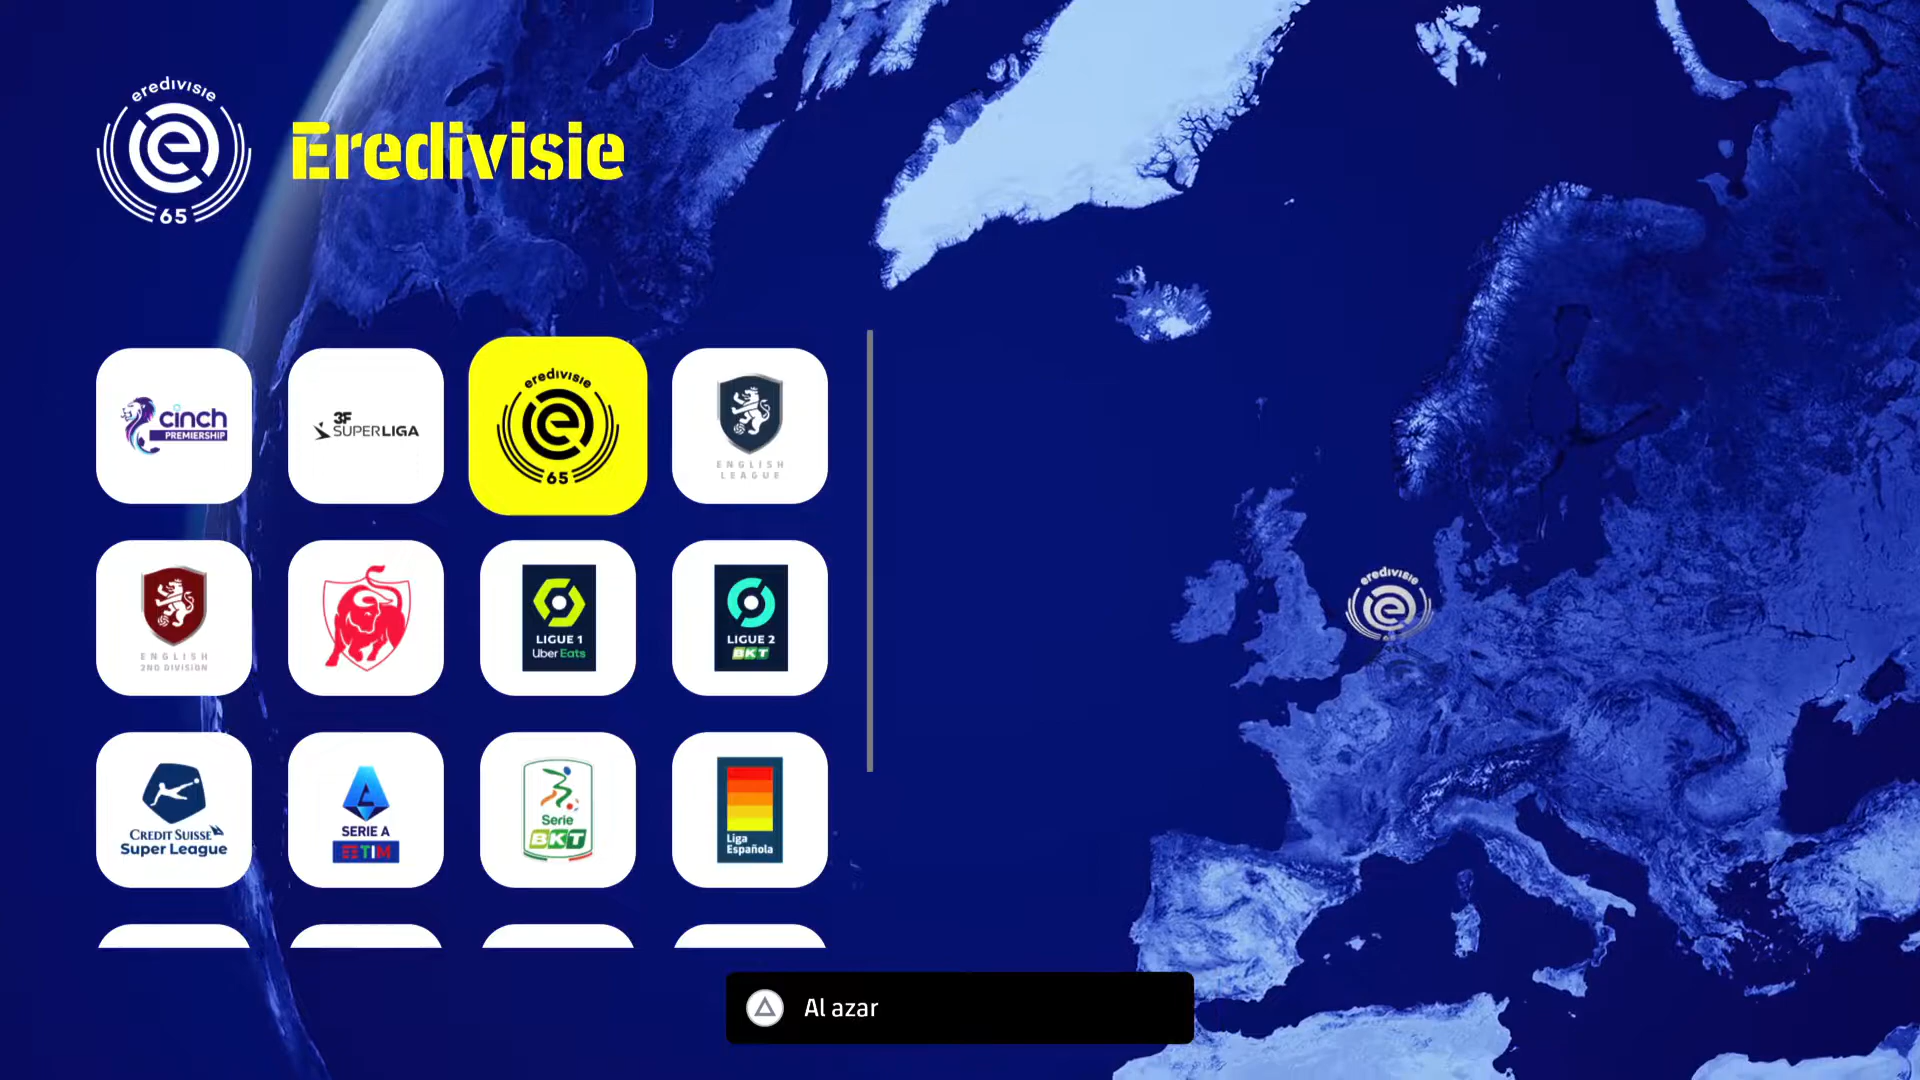 eredivisie
65
Eredivisie
cinch
PREMIERSHIP
3F
SUPERLIGA
eredivisie
65
ENGLISH
LEAGUE
ENGLISH
2ND DIVISION
LIGUE 1
Uber Eats
LIGUE 2
BKT
CREDIT SUISSE
Super League
SERIE A
TIM
Serie
BKT
Liga
Española
eredivisie
65
Al azar